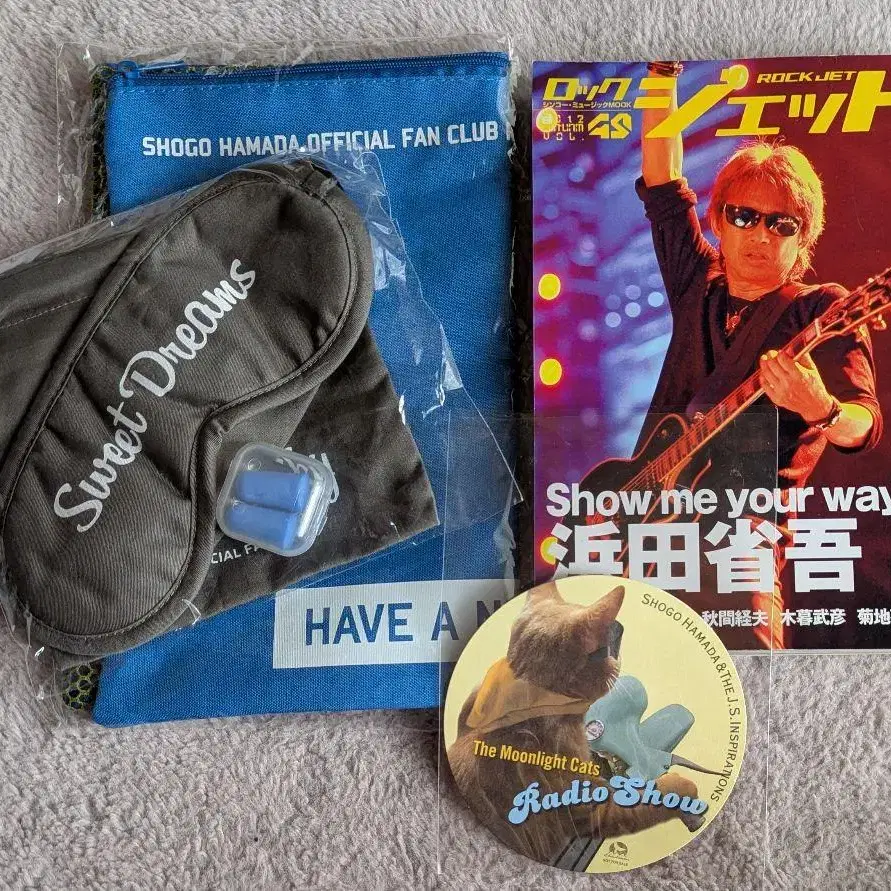 SHOGO HAMADA OFFICIAL FAN CLUB
Sweet Dreams
HAVE A N
ロック
ROCK JET
シンコー・ミュージックMOOK
ジェット
VOL. 49
Show me your way
浜田省吾
秋間経夫 木暮武彦 菊地
SHOGO HAMADA & THE J.S. INSPIRATIONS
The Moonlight Cats
Radio Show